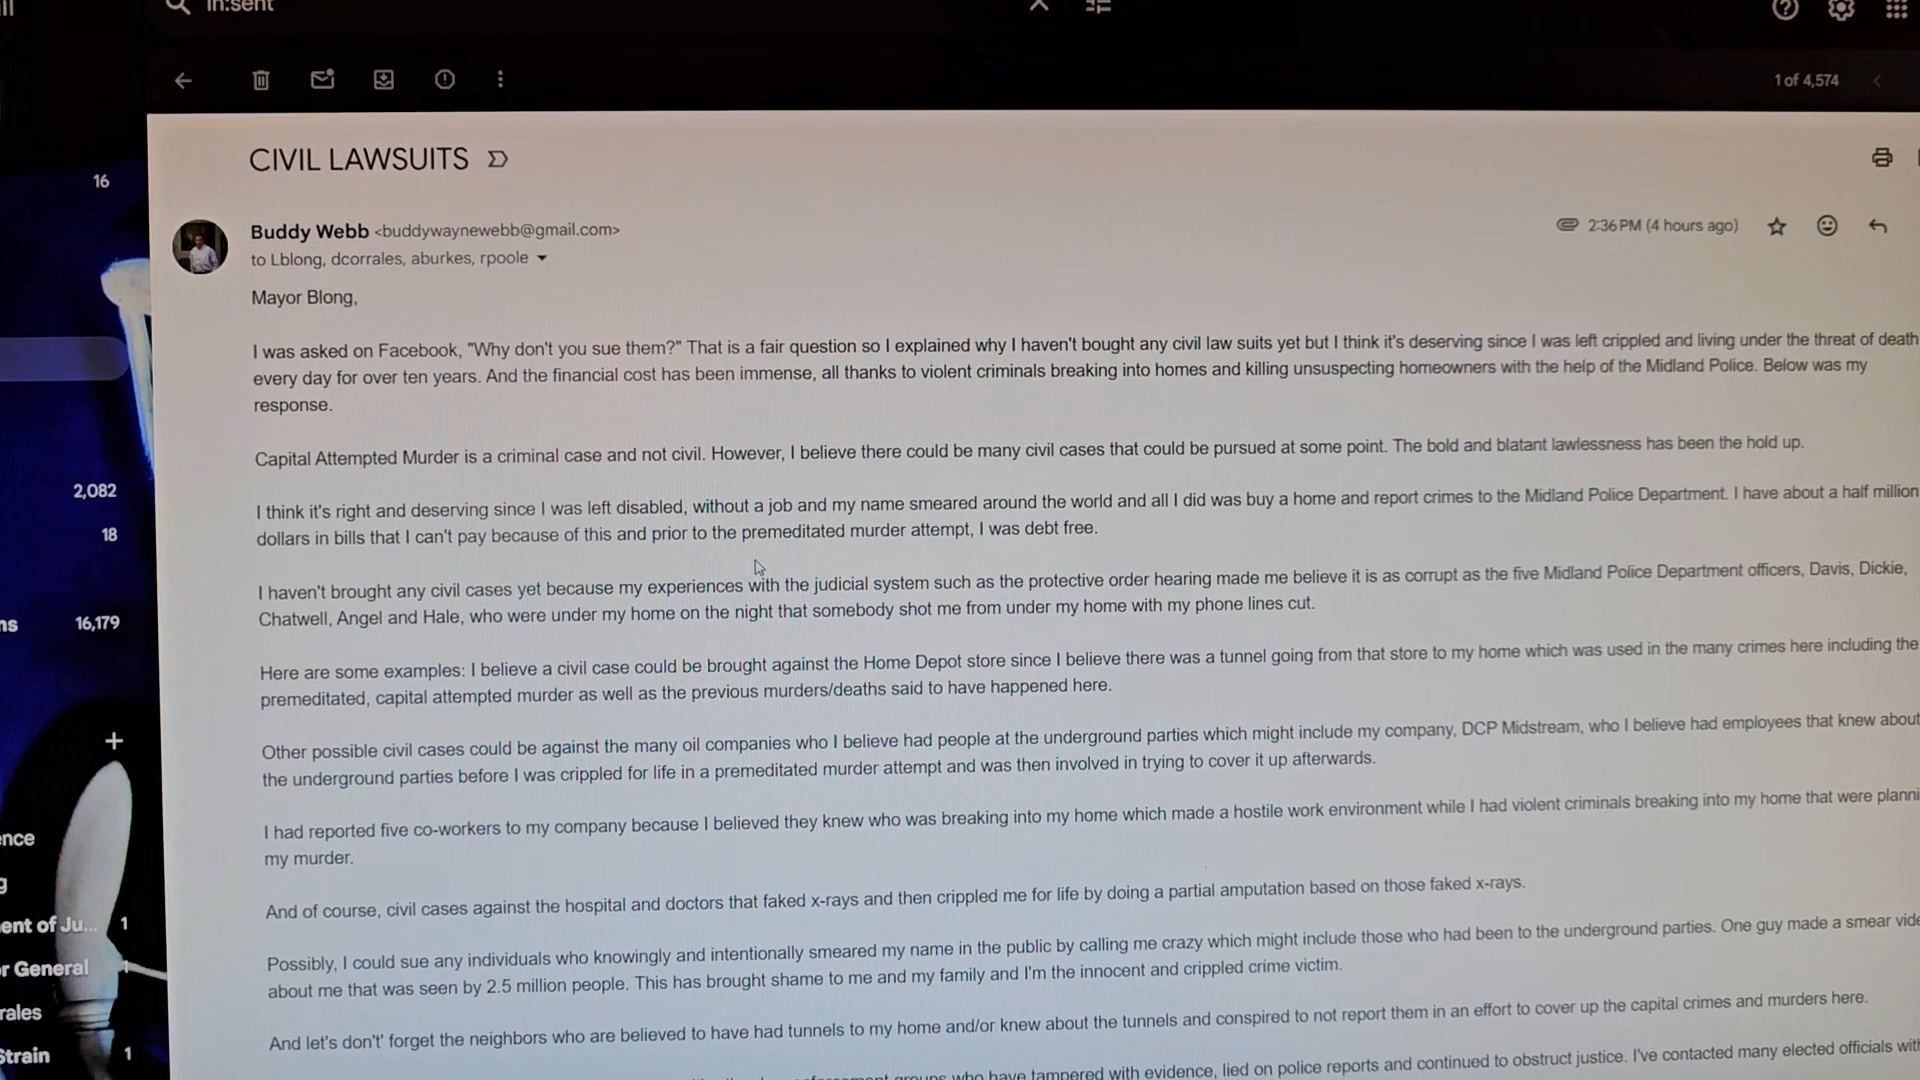 in:sent
1 of 4,574
CIVIL LAWSUITS
16
Buddy Webb <buddywaynewebb@gmail.com>
2:36 PM (4 hours ago)
to Lblong, dcorrales, aburkes, rpoole
Mayor Blong,
I was asked on Facebook, "Why don't you sue them?" That is a fair question so I explained why I haven't bought any civil law suits yet but I think it's deserving since I was left crippled and living under the threat of death
every day for over ten years. And the financial cost has been immense, all thanks to violent criminals breaking into homes and killing unsuspecting homeowners with the help of the Midland Police. Below was my
response.
Capital Attempted Murder is a criminal case and not civil. However, I believe there could be many civil cases that could be pursued at some point. The bold and blatant lawlessness has been the hold up.
2,082
I think it's right and deserving since I was left disabled, without a job and my name smeared around the world and all I did was buy a home and report crimes to the Midland Police Department. I have about a half million
18
dollars in bills that I can't pay because of this and prior to the premeditated murder attempt, I was debt free.
I haven't brought any civil cases yet because my experiences with the judicial system such as the protective order hearing made me believe it is as corrupt as the five Midland Police Department officers, Davis, Dickie,
ns 16,179
Chatwell, Angel and Hale, who were under my home on the night that somebody shot me from under my home with my phone lines cut.
Here are some examples: I believe a civil case could be brought against the Home Depot store since I believe there was a tunnel going from that store to my home which was used in the many crimes here including the
premeditated, capital attempted murder as well as the previous murders/deaths said to have happened here.
Other possible civil cases could be against the many oil companies who I believe had people at the underground parties which might include my company, DCP Midstream, who I believe had employees that knew about
the underground parties before I was crippled for life in a premeditated murder attempt and was then involved in trying to cover it up afterwards.
I had reported five co-workers to my company because I believed they knew who was breaking into my home which made a hostile work environment while I had violent criminals breaking into my home that were planni
my murder.
ence
g
And of course, civil cases against the hospital and doctors that faked x-rays and then crippled me for life by doing a partial amputation based on those faked x-rays.
ent of Ju... 1
Possibly, I could sue any individuals who knowingly and intentionally smeared my name in the public by calling me crazy which might include those who had been to the underground parties. One guy made a smear vide
r General 1
about me that was seen by 2.5 million people. This has brought shame to me and my family and I'm the innocent and crippled crime victim.
rales
And let's don't' forget the neighbors who are believed to have had tunnels to my home and/or knew about the tunnels and conspired to not report them in an effort to cover up the capital crimes and murders here.
Strain 1
who have tampered with evidence, lied on police reports and continued to obstruct justice. I've contacted many elected officials with